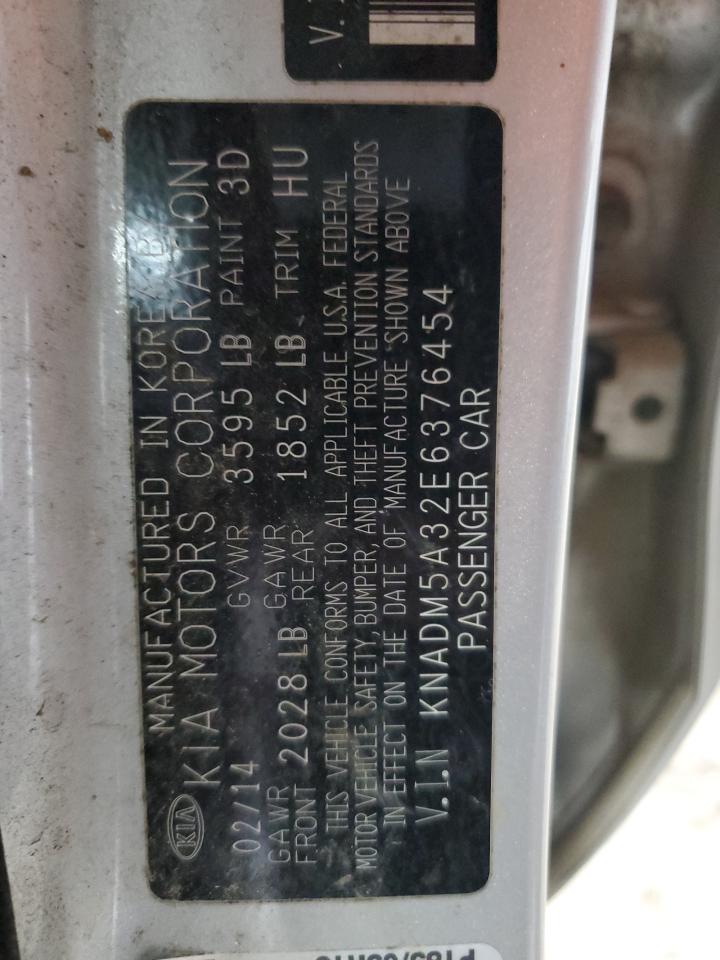 V.I
MANUFACTURED IN KOREA B
KIA KIA MOTORS CORPORATION
02/14 GVWR 3595 LB PAINT 3D
GAWR FRONT 2028 LB GAWR REAR 1852 LB TRIM HU
THIS VEHICLE CONFORMS TO ALL APPLICABLE U.S.A. FEDERAL
MOTOR VEHICLE SAFETY, BUMPER, AND THEFT PREVENTION STANDARDS
IN EFFECT ON THE DATE OF MANUFACTURE SHOWN ABOVE
V.I.N KNADM5A32E6376454
PASSENGER CAR